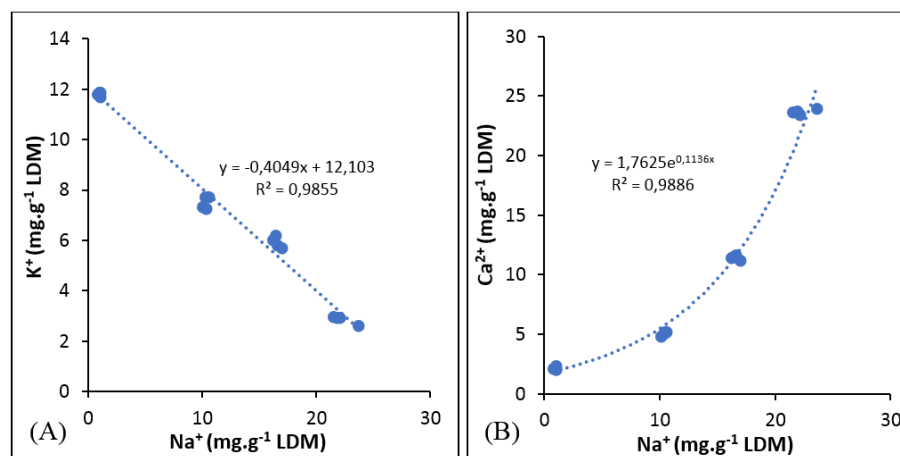 14
12
10
8
6
4
2
0
K⁺ (mg.g⁻¹ LDM)
y = -0,4049x + 12,103
R² = 0,9855
0 10 20 30
(A) Na⁺ (mg.g⁻¹ LDM)
30
25
20
15
10
5
0
Ca²⁺ (mg.g⁻¹ LDM)
y = 1,7625e⁰,¹¹³⁶ˣ
R² = 0,9886
0 10 20 30
(B) Na⁺ (mg.g⁻¹ LDM)